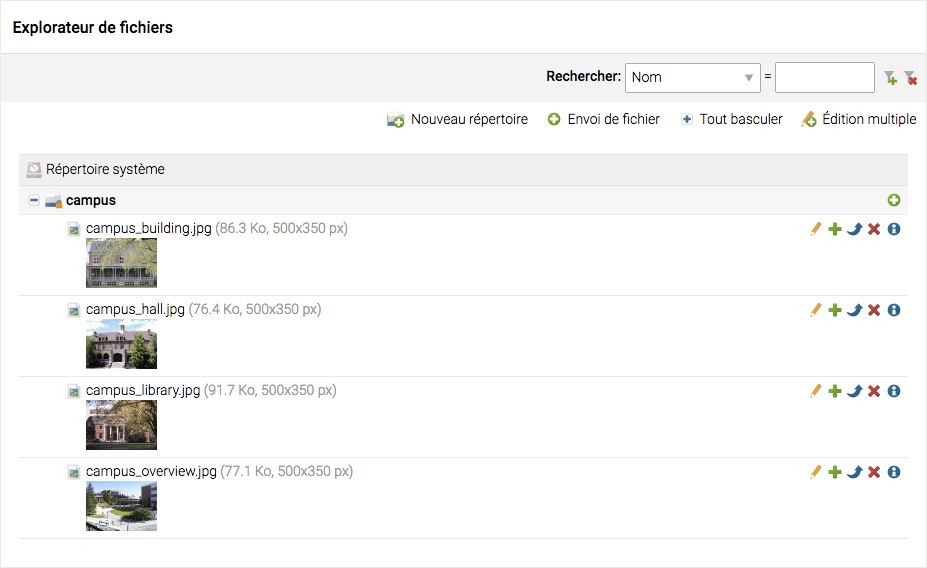 Explorateur de fichiers
Rechercher: Nom =
Nouveau répertoire Envoi de fichier Tout basculer Édition multiple
Répertoire système
campus
campus_building.jpg (86.3 Ko, 500x350 px)
campus_hall.jpg (76.4 Ko, 500x350 px)
campus_library.jpg (91.7 Ko, 500x350 px)
campus_overview.jpg (77.1 Ko, 500x350 px)